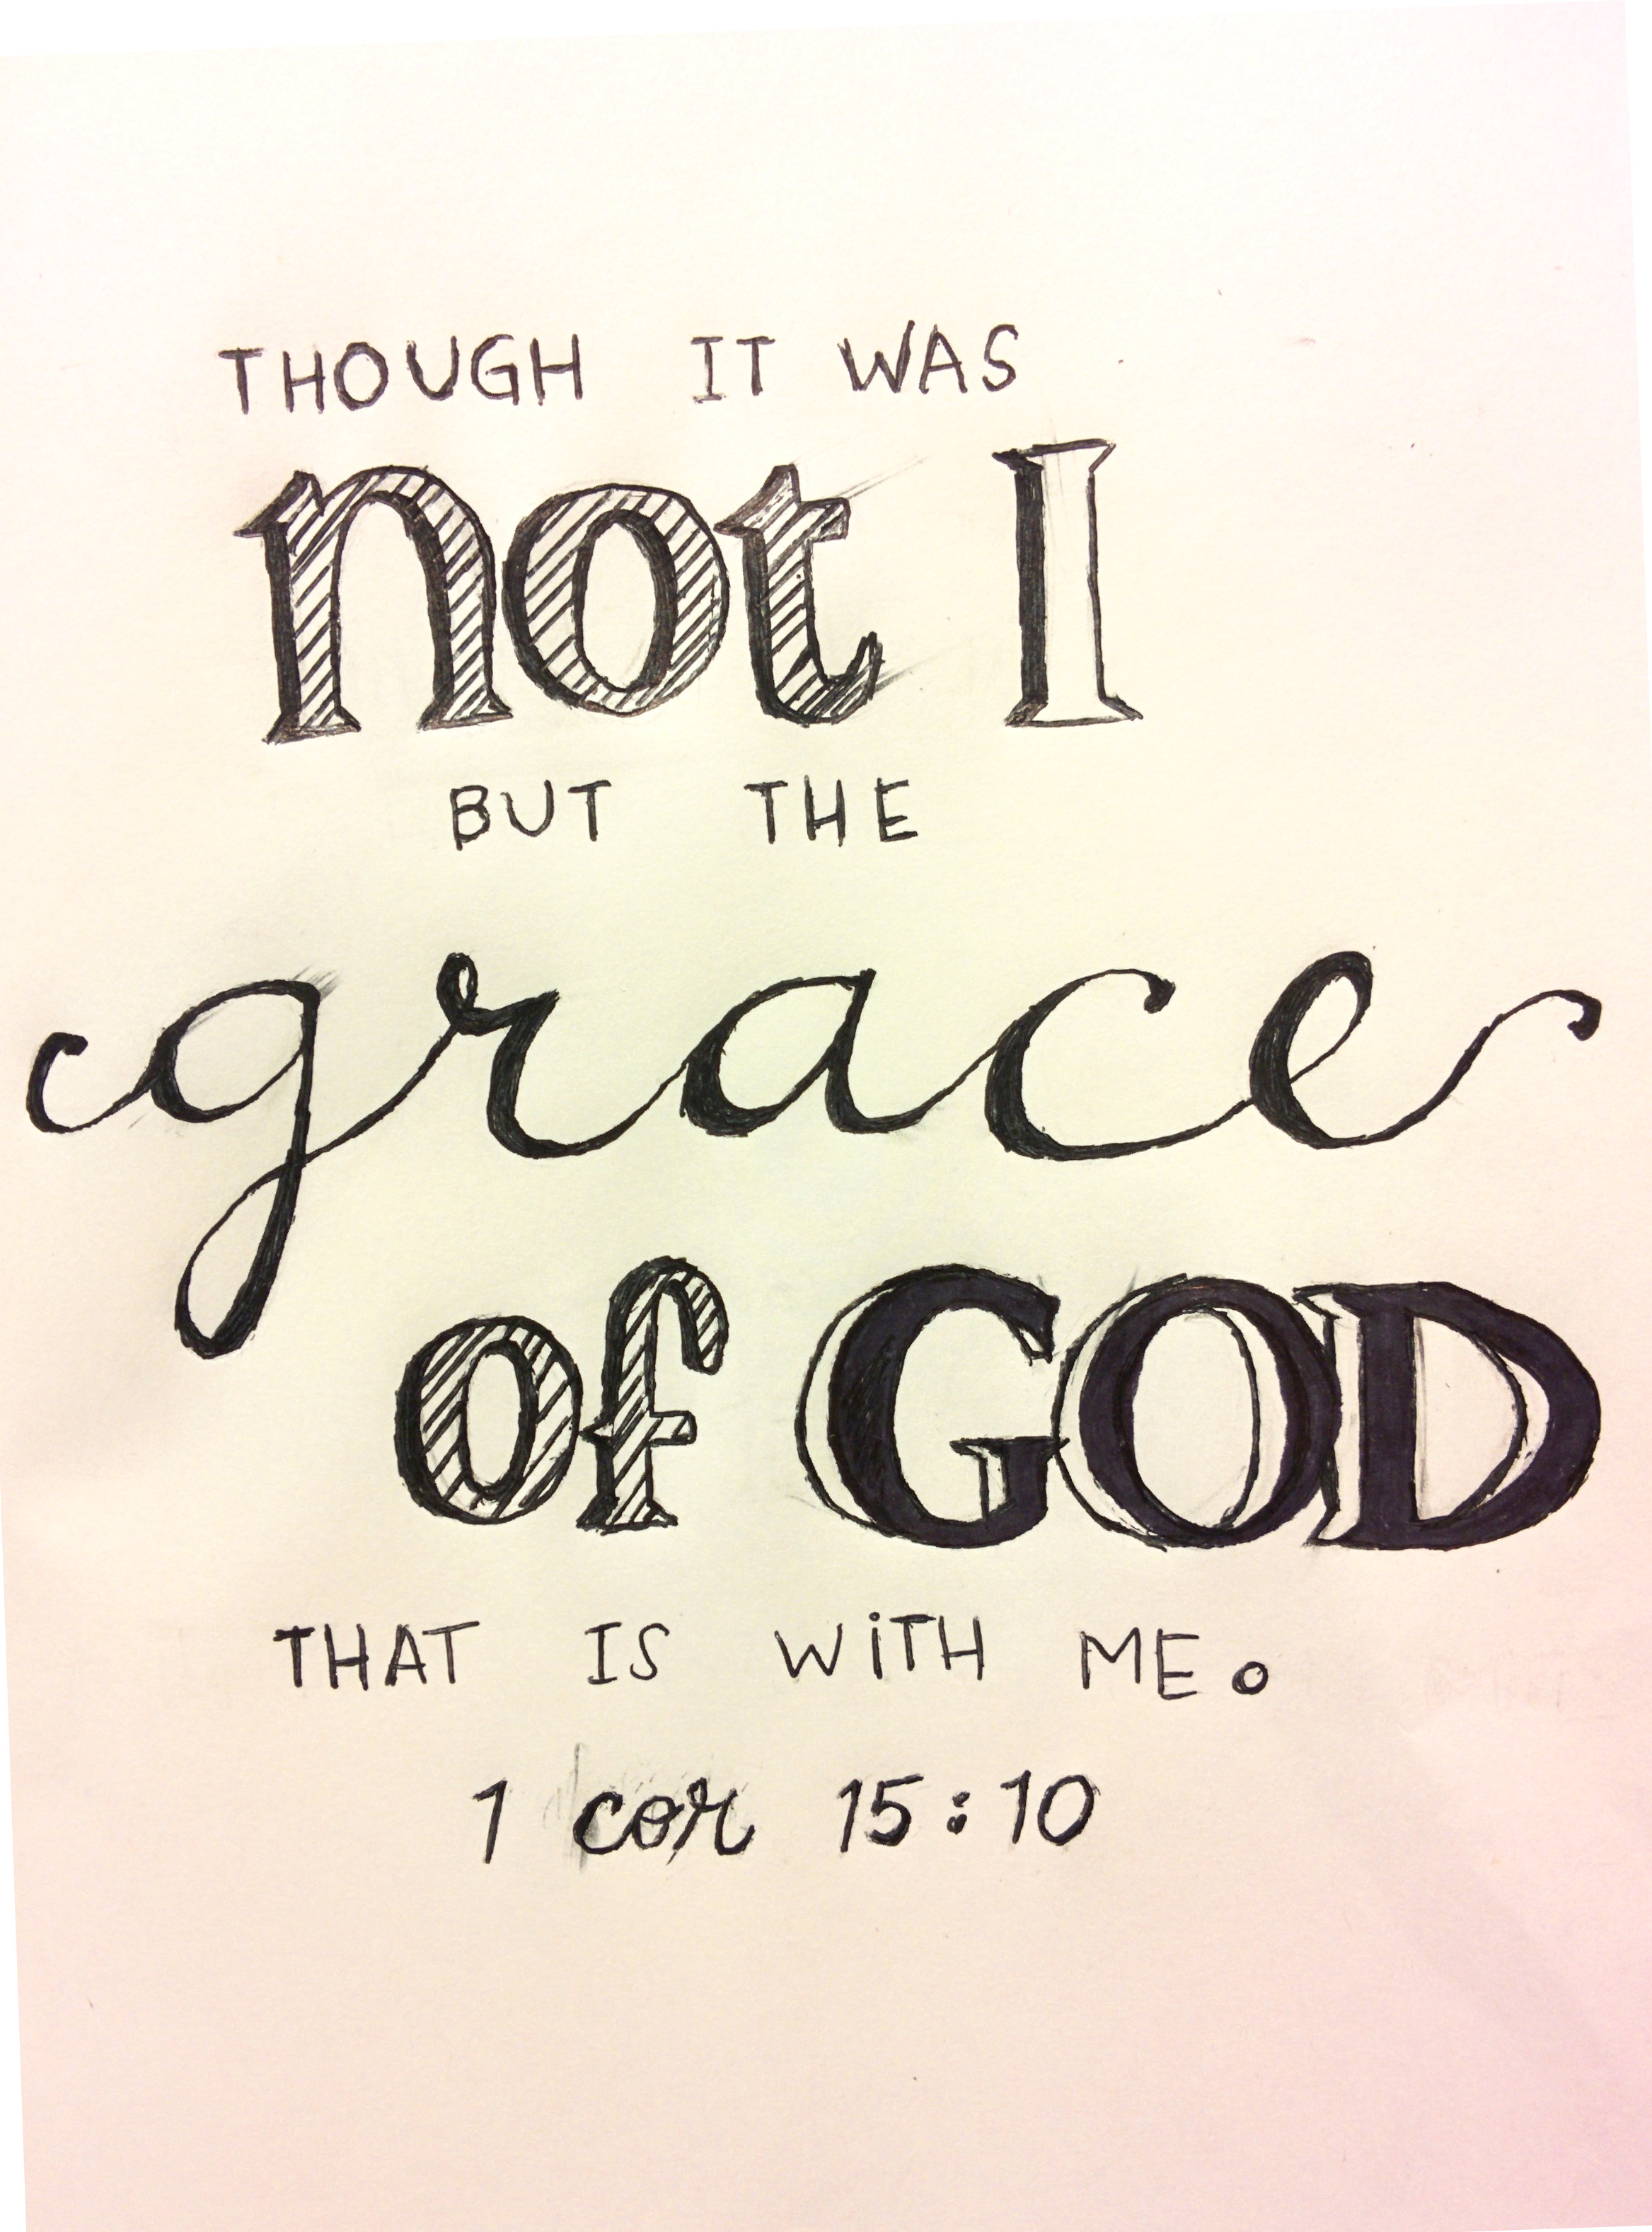 THOUGH IT WAS
not I
BUT THE
grace
of GOD
THAT IS WiTH ME.
1 cor 15:10